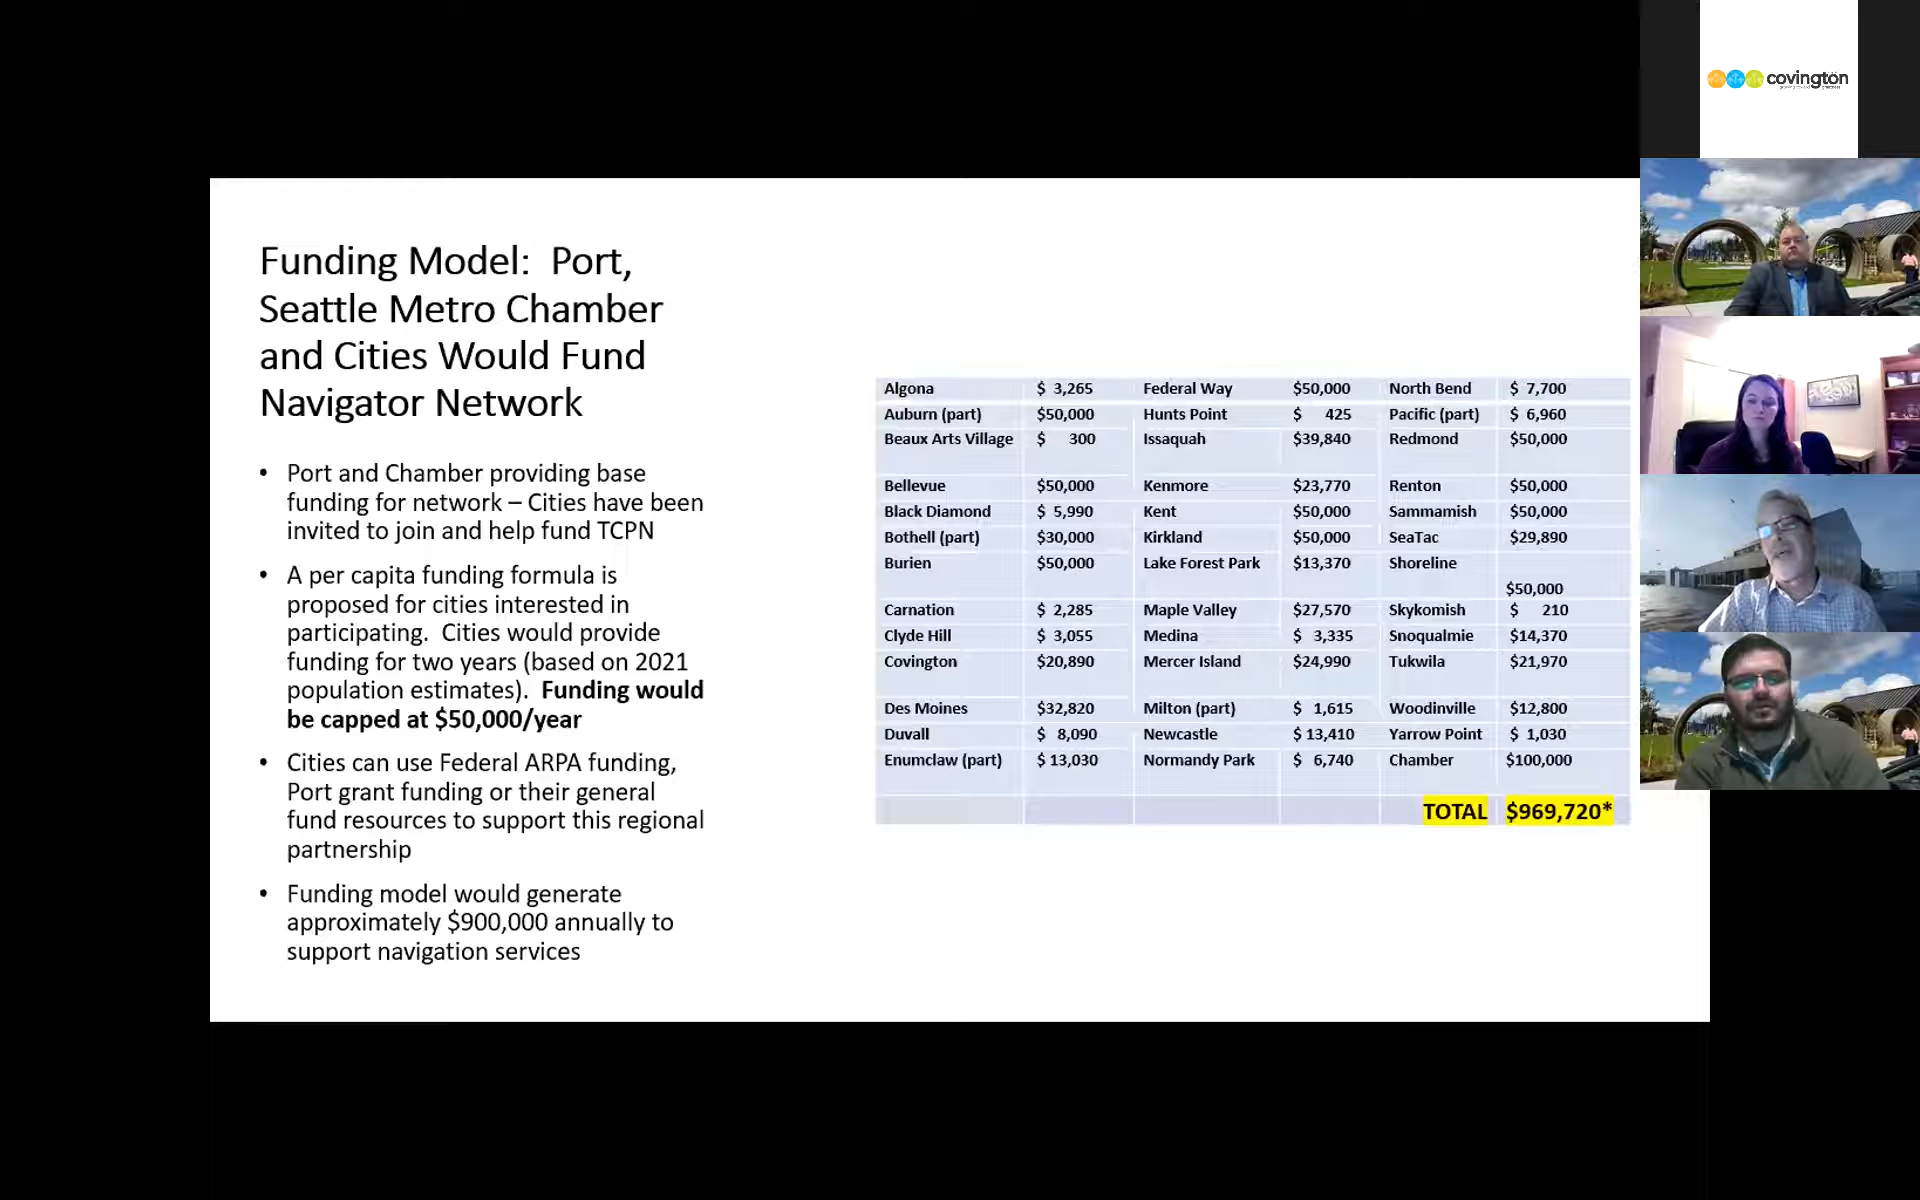 covington
Funding Model: Port,
Seattle Metro Chamber
and Cities Would Fund
Navigator Network
• Port and Chamber providing base
funding for network – Cities have been
invited to join and help fund TCPN
• A per capita funding formula is
proposed for cities interested in
participating. Cities would provide
funding for two years (based on 2021
population estimates). Funding would
be capped at $50,000/year
• Cities can use Federal ARPA funding,
Port grant funding or their general
fund resources to support this regional
partnership
• Funding model would generate
approximately $900,000 annually to
support navigation services
Algona $ 3,265 Federal Way $50,000 North Bend $ 7,700
Auburn (part) $50,000 Hunts Point $ 425 Pacific (part) $ 6,960
Beaux Arts Village $ 300 Issaquah $39,840 Redmond $50,000
Bellevue $50,000 Kenmore $23,770 Renton $50,000
Black Diamond $ 5,990 Kent $50,000 Sammamish $50,000
Bothell (part) $30,000 Kirkland $50,000 SeaTac $29,890
Burien $50,000 Lake Forest Park $13,370 Shoreline
$50,000
Carnation $ 2,285 Maple Valley $27,570 Skykomish $ 210
Clyde Hill $ 3,055 Medina $ 3,335 Snoqualmie $14,370
Covington $20,890 Mercer Island $24,990 Tukwila $21,970
Des Moines $32,820 Milton (part) $ 1,615 Woodinville $12,800
Duvall $ 8,090 Newcastle $ 13,410 Yarrow Point $ 1,030
Enumclaw (part) $ 13,030 Normandy Park $ 6,740 Chamber $100,000
TOTAL $969,720*